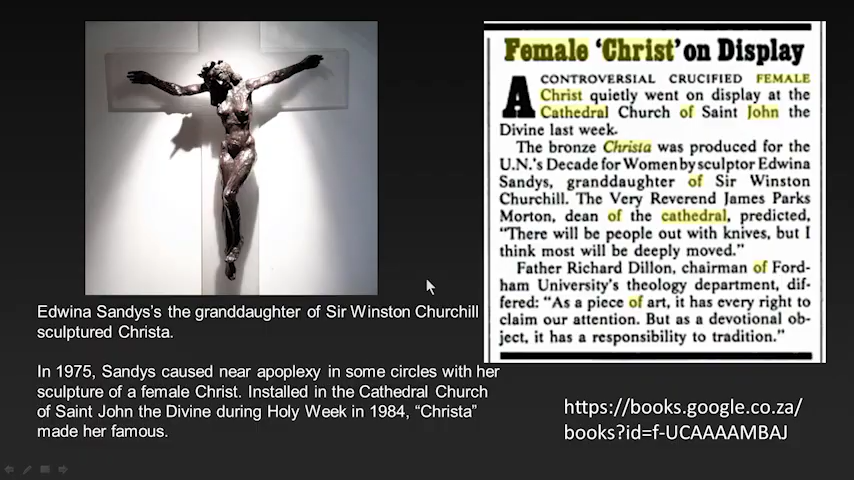 Female 'Christ' on Display
A CONTROVERSIAL CRUCIFIED FEMALE
Christ quietly went on display at the
Cathedral Church of Saint John the
Divine last week.
The bronze Christa was produced for the
U.N.'s Decade for Women by sculptor Edwina
Sandys, granddaughter of Sir Winston
Churchill. The Very Reverend James Parks
Morton, dean of the cathedral, predicted,
"There will be people out with knives, but I
think most will be deeply moved."
Father Richard Dillon, chairman of Ford-
ham University's theology department, dif-
fered: "As a piece of art, it has every right to
claim our attention. But as a devotional ob-
ject, it has a responsibility to tradition."
Edwina Sandys's the granddaughter of Sir Winston Churchill
sculptured Christa.
In 1975, Sandys caused near apoplexy in some circles with her
sculpture of a female Christ. Installed in the Cathedral Church
of Saint John the Divine during Holy Week in 1984, “Christa”
made her famous.
https://books.google.co.za/
books?id=f-UCAAAAMBAJ